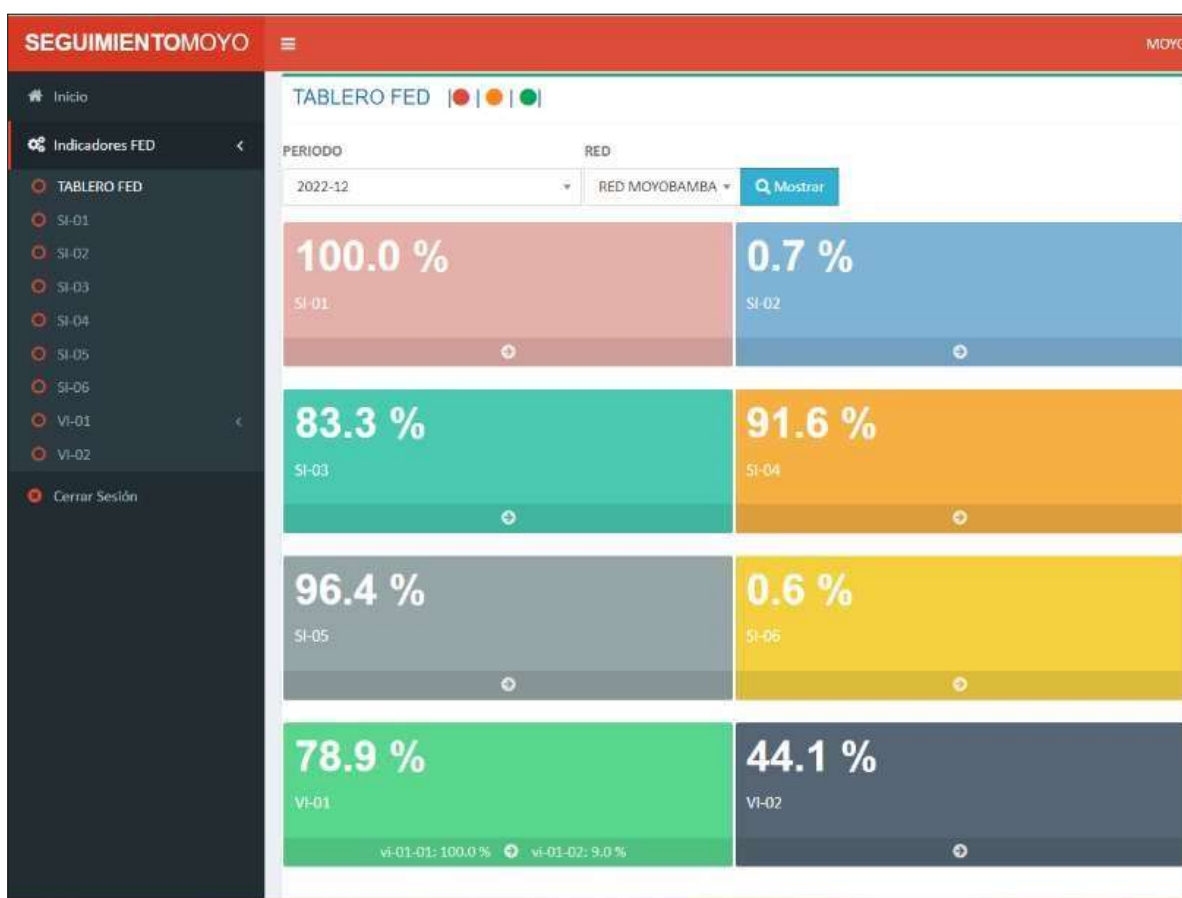 SEGUIMIENTOMOYO
MOYO
Inicio
Indicadores FED
TABLERO FED
SI-01
SI-02
SI-03
SI-04
SI-05
SI-06
VI-01
VI-02
Cerrar Sesión
TABLERO FED
PERIODO RED
2022-12 RED MOYOBAMBA Mostrar
100.0 % 0.7 %
SI-01 SI-02
83.3 % 91.6 %
SI-03 SI-04
96.4 % 0.6 %
SI-05 SI-06
78.9 % 44.1 %
VI-01 VI-02
vi-01-01: 100.0 % vi-01-02: 9.0 %